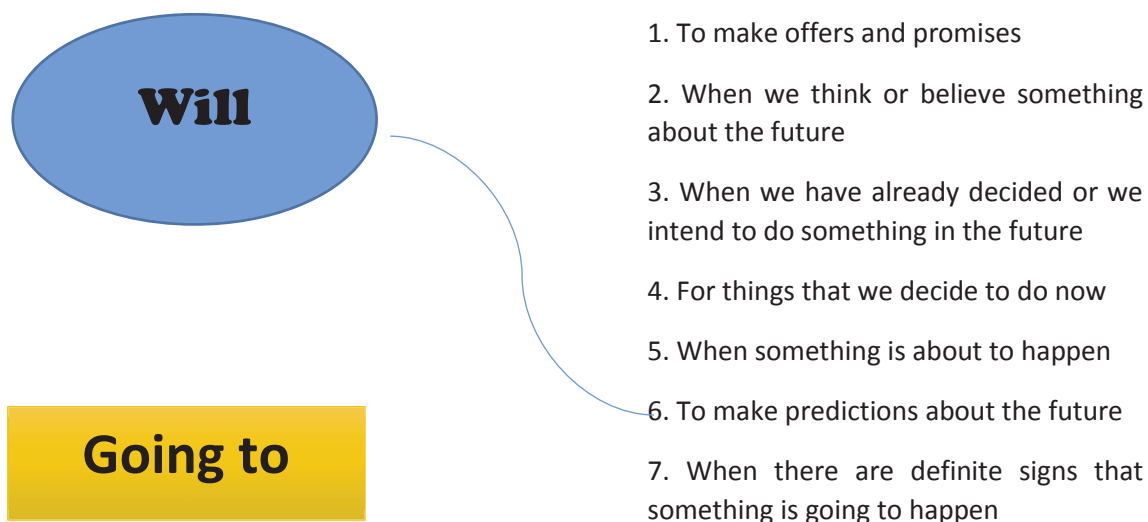 Will
1. To make offers and promises
2. When we think or believe something
about the future
3. When we have already decided or we
intend to do something in the future
4. For things that we decide to do now
5. When something is about to happen
6. To make predictions about the future
Going to
7. When there are definite signs that
something is going to happen